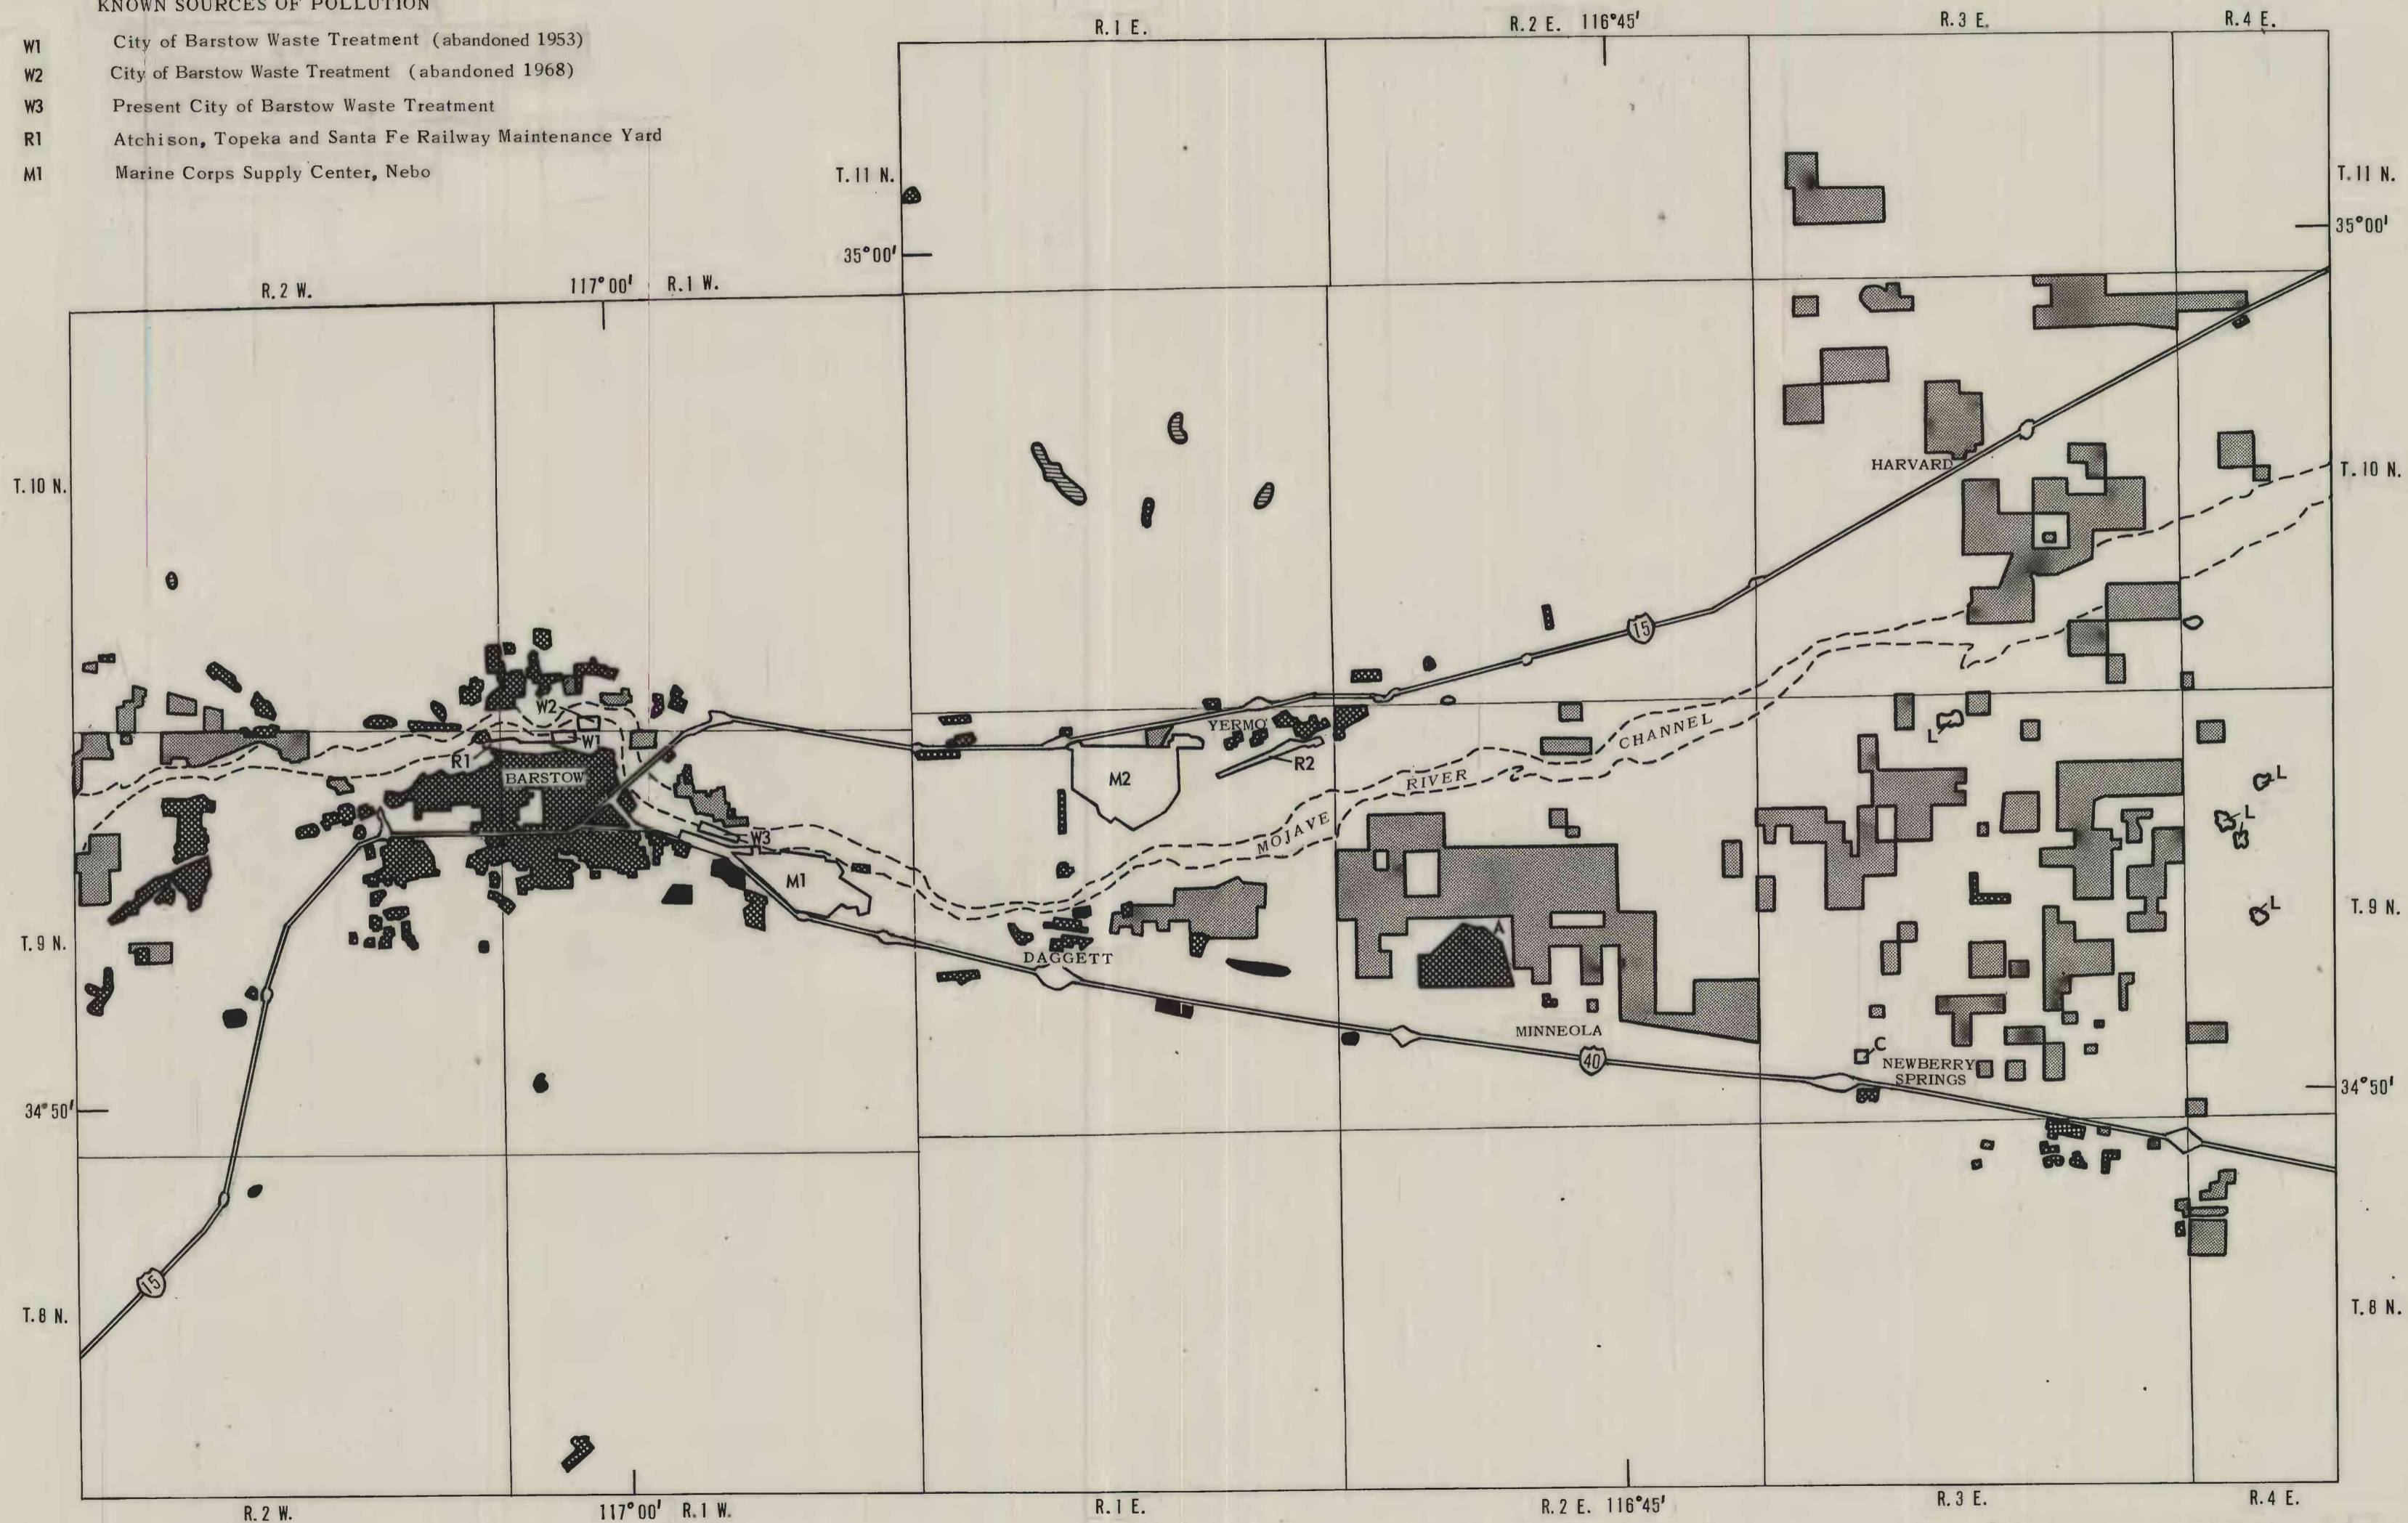 KNOWN SOURCES OF POLLUTION
W1 City of Barstow Waste Treatment (abandoned 1953)
W2 City of Barstow Waste Treatment (abandoned 1968)
W3 Present City of Barstow Waste Treatment
R1 Atchison, Topeka and Santa Fe Railway Maintenance Yard
M1 Marine Corps Supply Center, Nebo
R.1 E.
R.2 E. 116°45'
R.3 E.
R.4 E.
T.11 N.
T.11 N.
35°00'
35°00'
R.2 W.
117°00' R.1 W.
T.10 N.
HARVARD
T.10 N.
15
W2
W1
R1
BARSTOW
YERMO
M2
R2
MOJAVE RIVER CHANNEL
L
L
L
L
W3
M1
A
T.9 N.
DAGGETT
T.9 N.
MINNEOLA
40
C
NEWBERRY
SPRINGS
34°50'
34°50'
15
T.8 N.
T.8 N.
R.2 W.
117°00' R.1 W.
R.1 E.
R.2 E. 116°45'
R.3 E.
R.4 E.